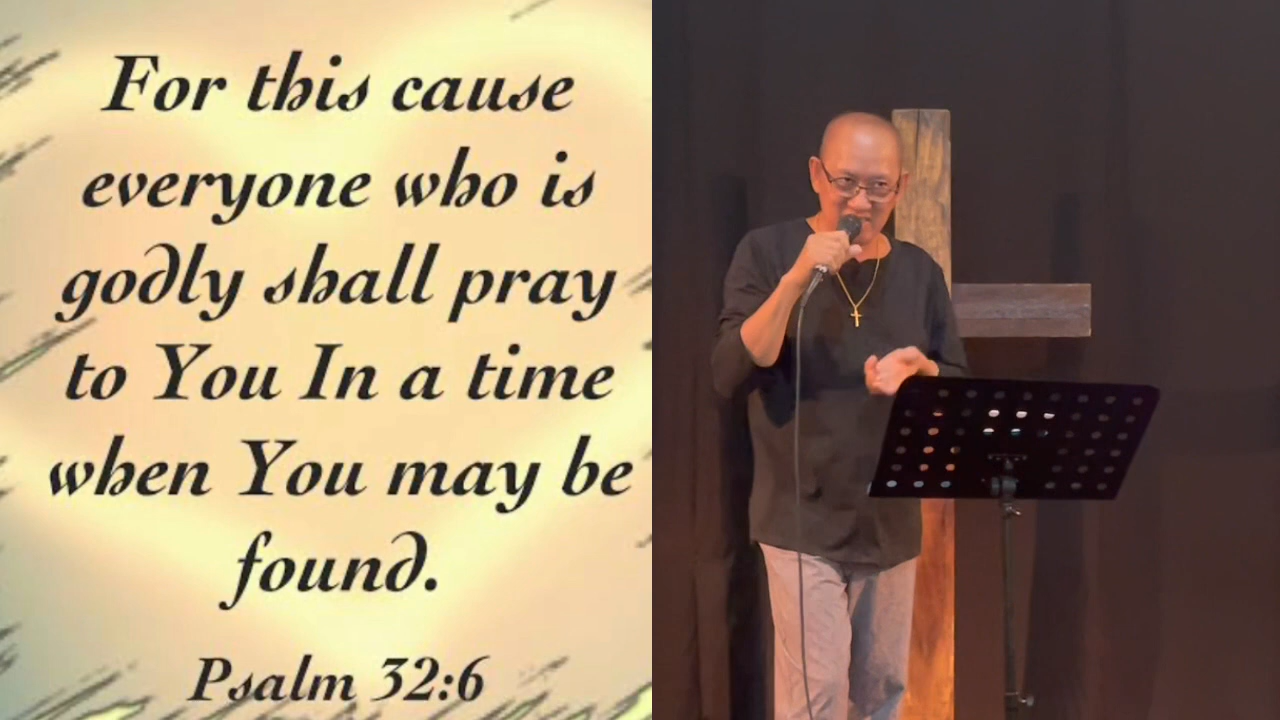 For this cause
everyone who is
godly shall pray
to You In a time
when You may be
found.
Psalm 32:6